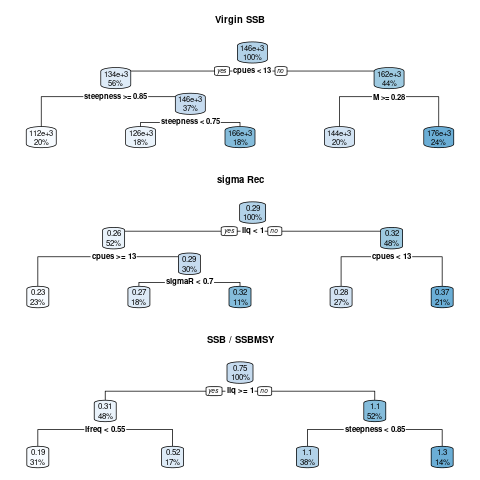 Virgin SSB
146e+3
100%
yes cpues < 13 no
134e+3
56%
162e+3
44%
steepness >= 0.85
146e+3
37%
M >= 0.28
steepness < 0.75
112e+3
20%
126e+3
18%
166e+3
18%
144e+3
20%
176e+3
24%
sigma Rec
0.29
100%
yes llq < 1 no
0.26
52%
0.32
48%
cpues >= 13
0.29
30%
cpues < 13
sigmaR < 0.7
0.23
23%
0.27
18%
0.32
11%
0.28
27%
0.37
21%
SSB / SSBMSY
0.75
100%
yes llq >= 1 no
0.31
48%
1.1
52%
lfreq < 0.55
steepness < 0.85
0.19
31%
0.52
17%
1.1
38%
1.3
14%